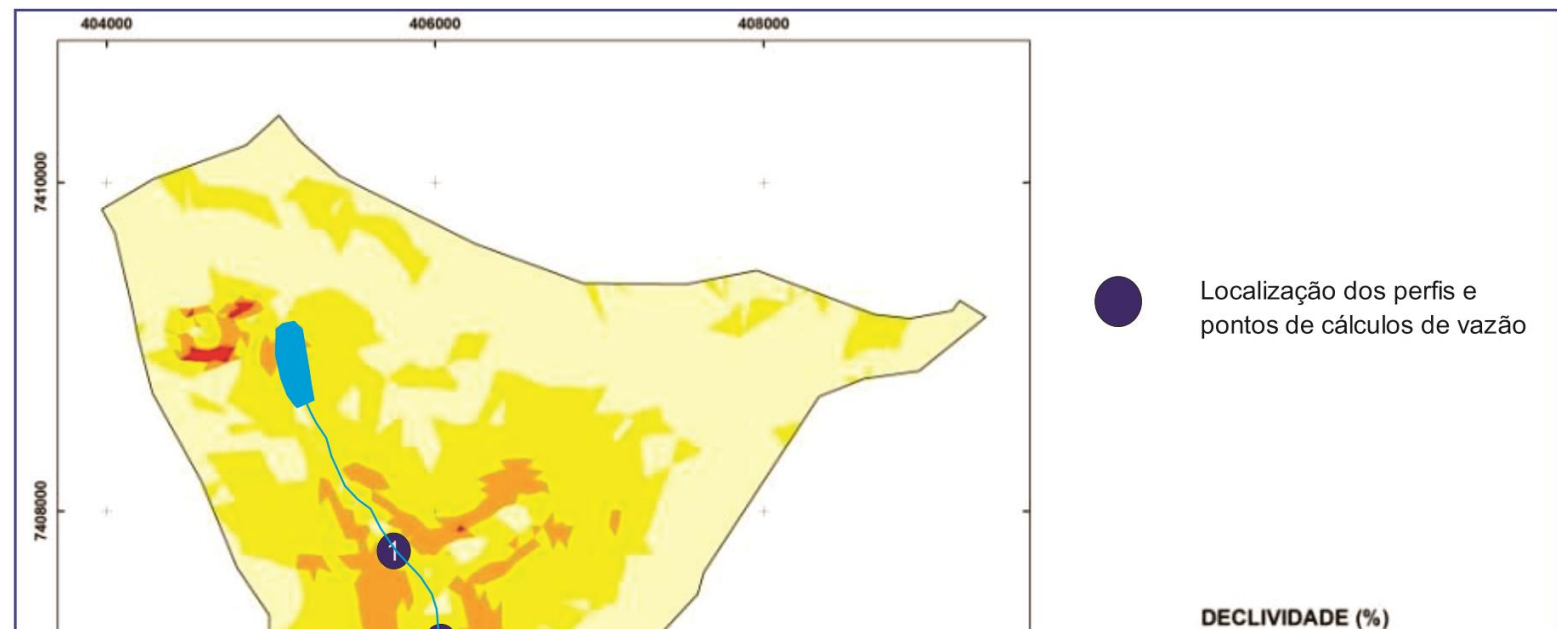 404000 406000 408000
7410000
Localização dos perfis e
pontos de cálculos de vazão
7408000
1
DECLIVIDADE (%)